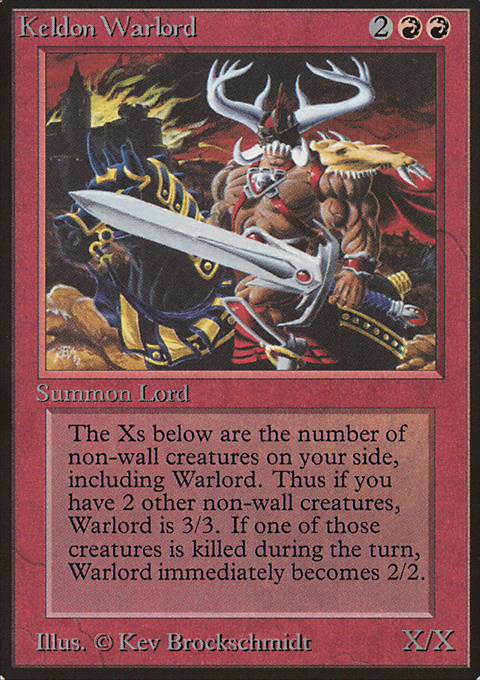 Keldon Warlord 2
Summon Lord
The Xs below are the number of
non-wall creatures on your side,
including Warlord. Thus if you
have 2 other non-wall creatures,
Warlord is 3/3. If one of those
creatures is killed during the turn,
Warlord immediately becomes 2/2.
Illus. © Kev Brockschmidt X/X